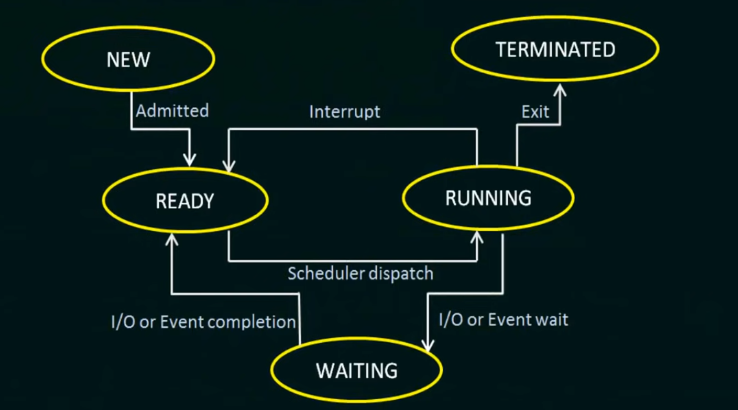 NEW
TERMINATED
Admitted
Interrupt
Exit
READY
RUNNING
Scheduler dispatch
I/O or Event completion
I/O or Event wait
WAITING